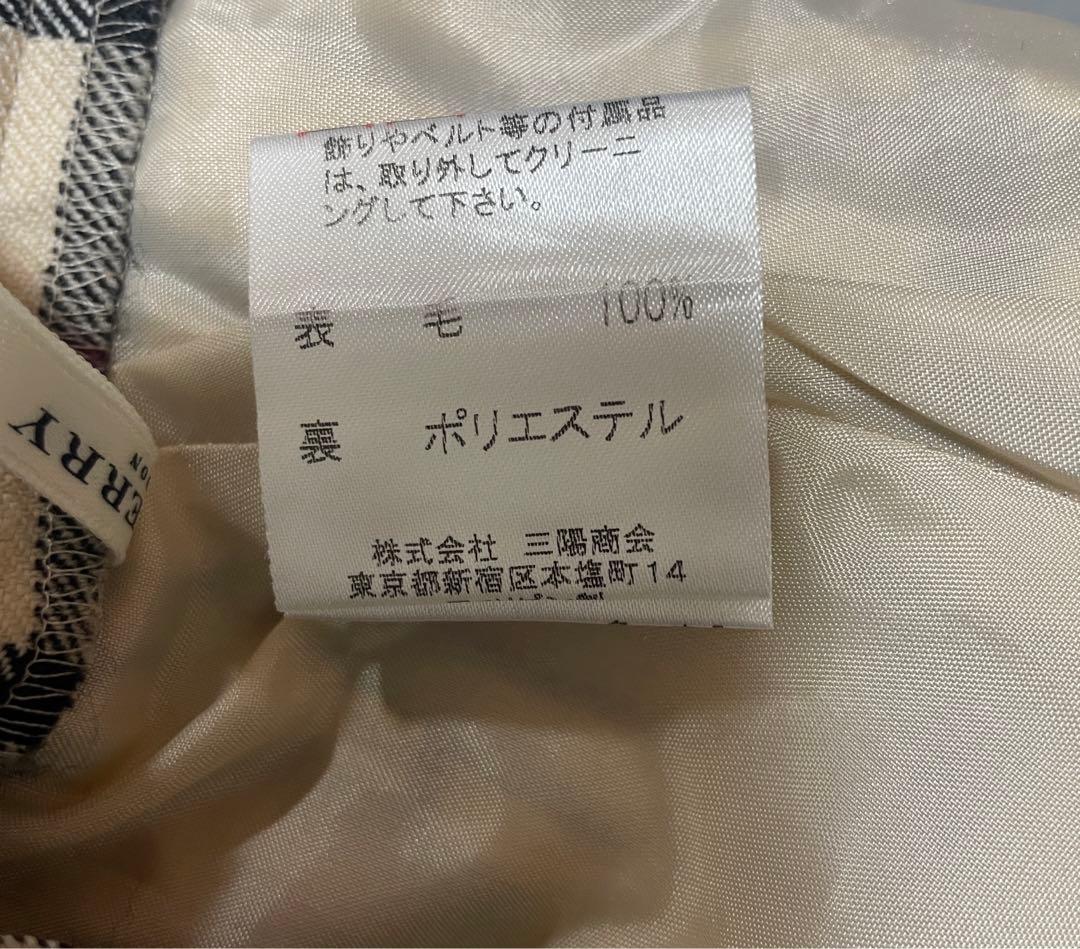 飾りやベルト等の付属品
は、取り外してクリーニ
ングして下さい。
表 毛 100%
裏 ポリエステル
株式会社 三陽商会
東京都新宿区本塩町14
ERRY